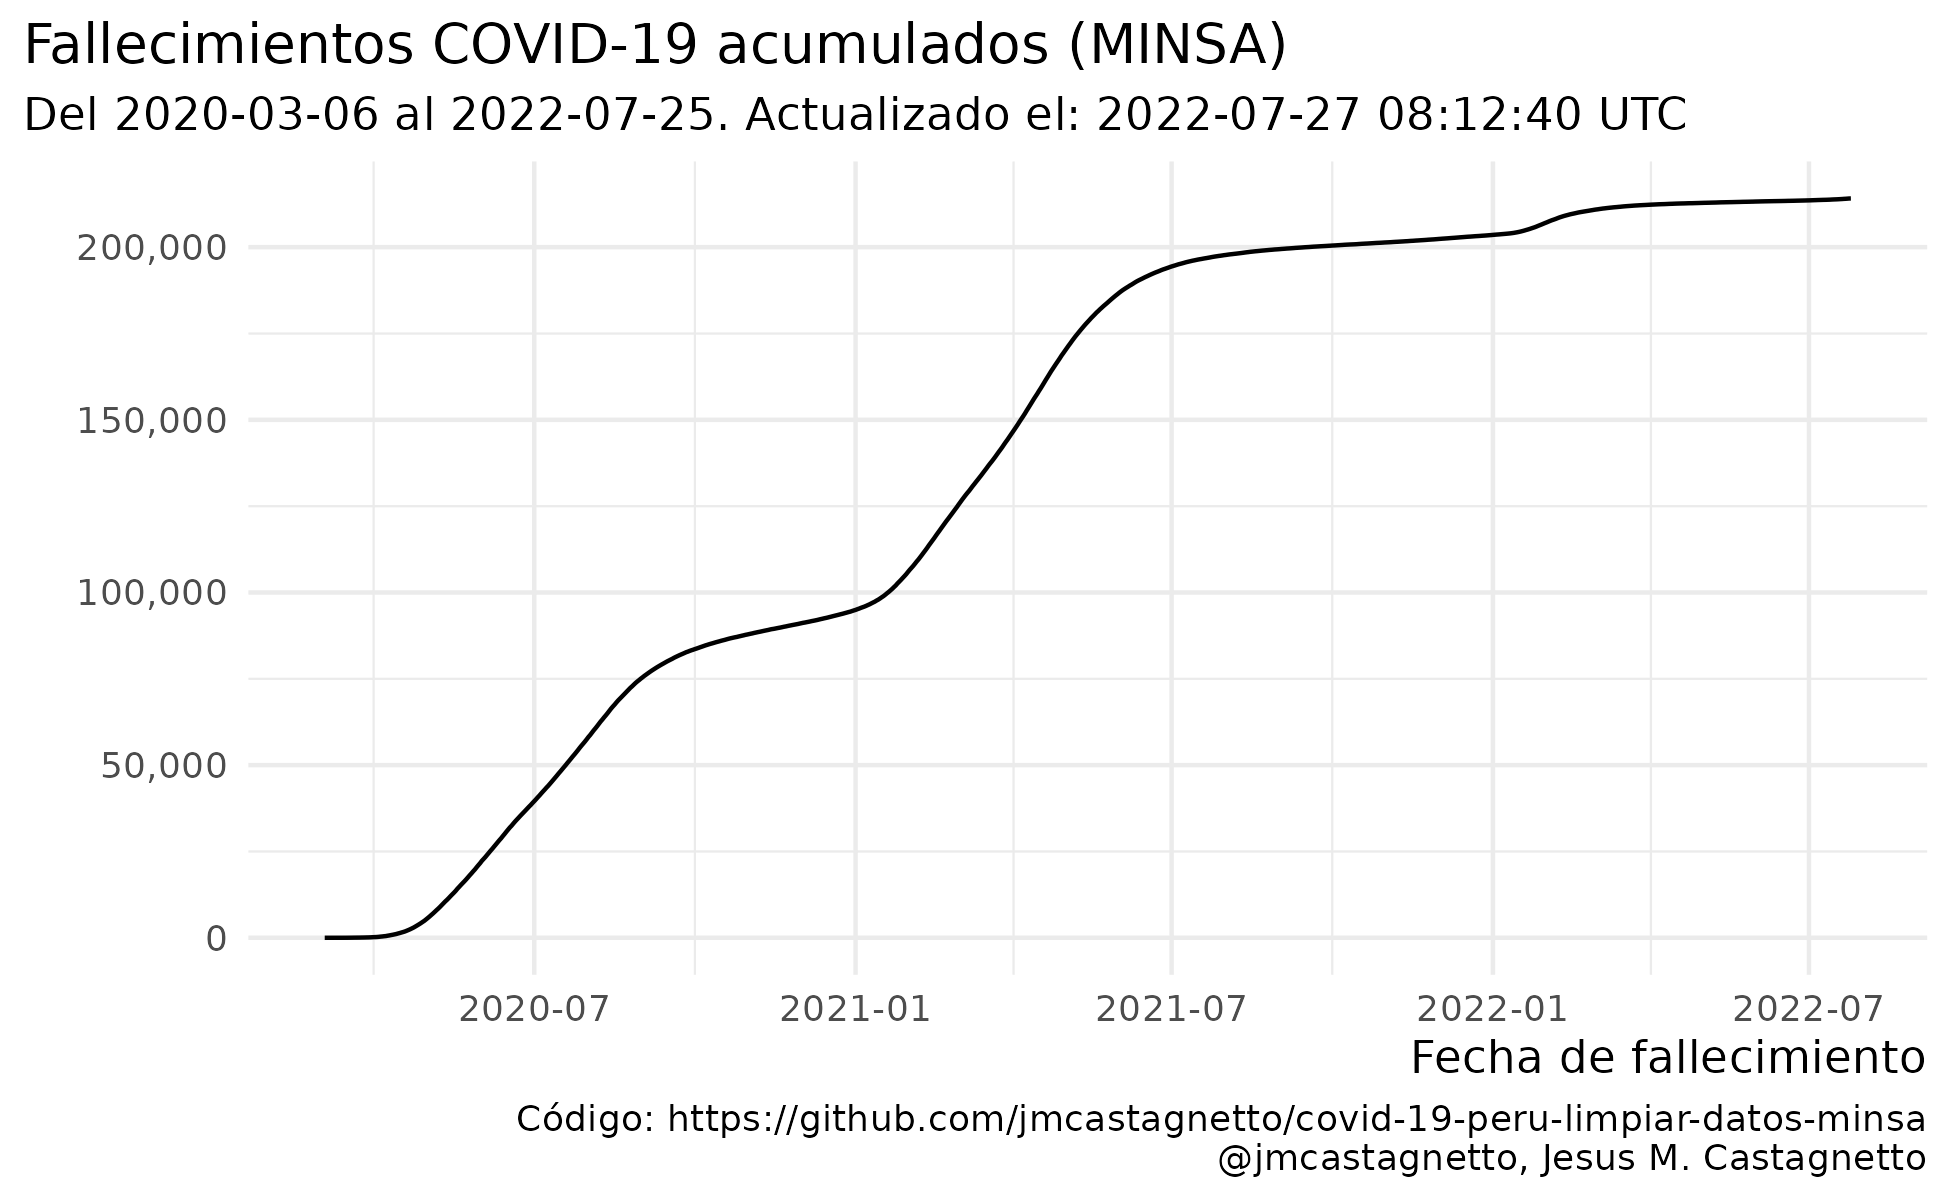 Fallecimientos COVID-19 acumulados (MINSA)
Del 2020-03-06 al 2022-07-25. Actualizado el: 2022-07-27 08:12:40 UTC
200,000
150,000
100,000
50,000
0
2020-07 2021-01 2021-07 2022-01 2022-07
Fecha de fallecimiento
Código: https://github.com/jmcastagnetto/covid-19-peru-limpiar-datos-minsa
@jmcastagnetto, Jesus M. Castagnetto